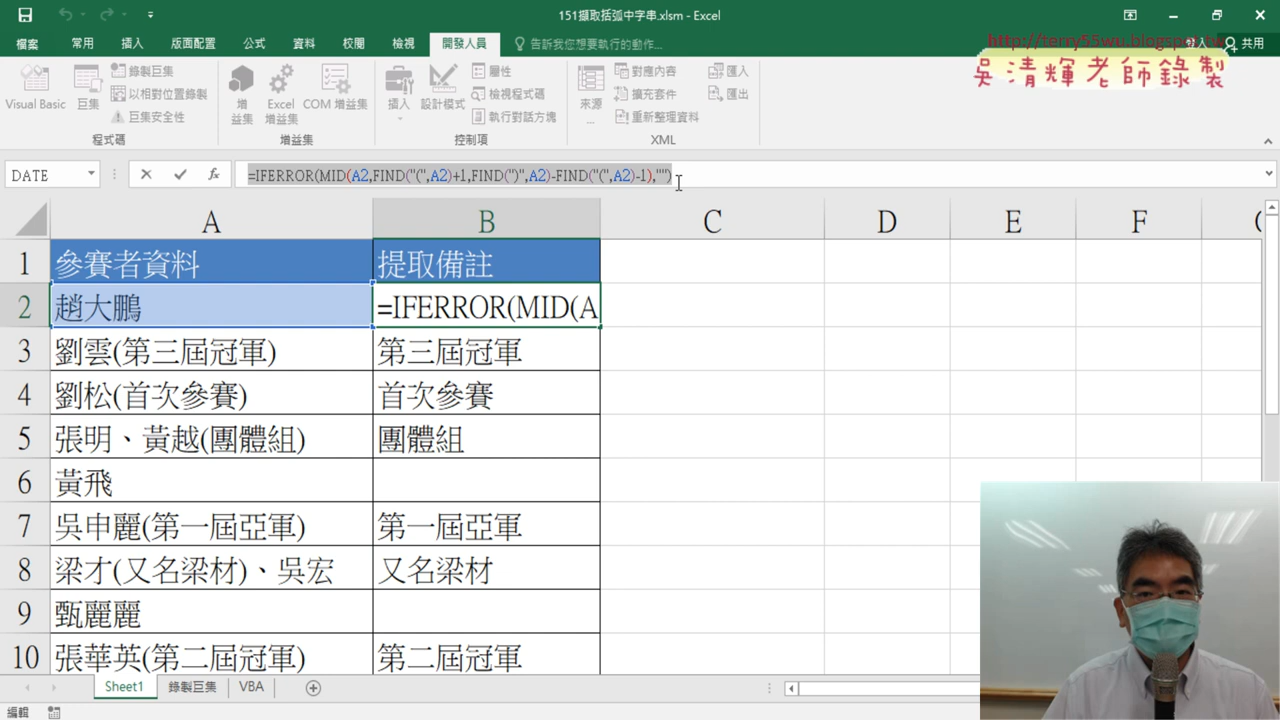 151擷取括弧中字串.xlsm - Excel
檔案 常用 插入 版面配置 公式 資料 校閱 檢視 開發人員 告訴我您想要執行的動作... 共用
http://terry55wu.blogspot.tw
吳清輝老師錄製
Visual Basic 巨集 錄製巨集 以相對位置錄製 巨集安全性
增益集 Excel 增益集 COM 增益集
插入 設計模式 屬性 檢視程式碼 執行對話方塊
來源... 對應內容 擴充套件 重新整理資料 匯入 匯出
程式碼 增益集 控制項 XML
DATE fx =IFERROR(MID(A2,FIND("(",A2)+1,FIND(")",A2)-FIND("(",A2)-1),"")
A B C D E F
1 參賽者資料 提取備註
2 趙大鵬 =IFERROR(MID(A
3 劉雲(第三屆冠軍) 第三屆冠軍
4 劉松(首次參賽) 首次參賽
5 張明、黃越(團體組) 團體組
6 黃飛
7 吳申麗(第一屆亞軍) 第一屆亞軍
8 梁才(又名梁材)、吳宏 又名梁材
9 甄麗麗
10 張華英(第二屆冠軍) 第二屆冠軍
Sheet1 錄製巨集 VBA
編輯